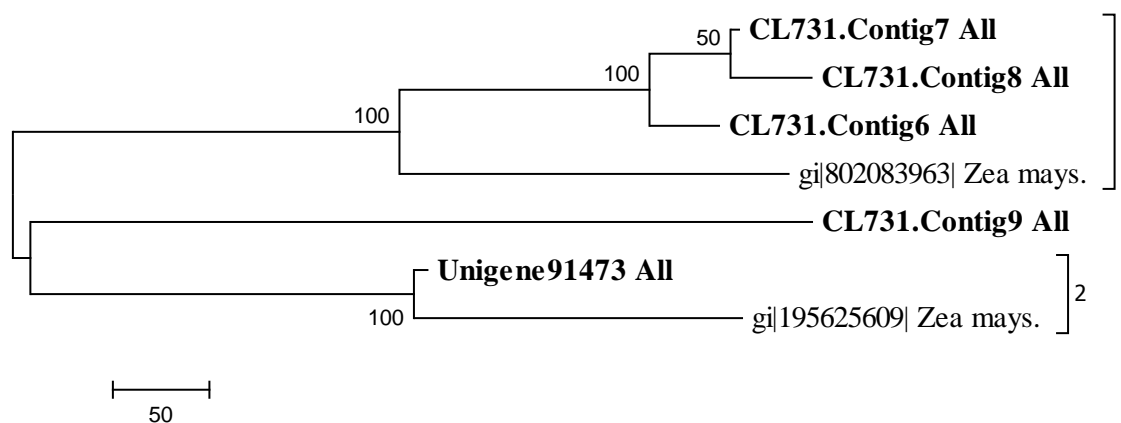 50
CL731.Contig7 All
CL731.Contig8 All
100
CL731.Contig6 All
100
gi|802083963| Zea mays.
CL731.Contig9 All
Unigene91473 All
2
100
gi|195625609| Zea mays.
50